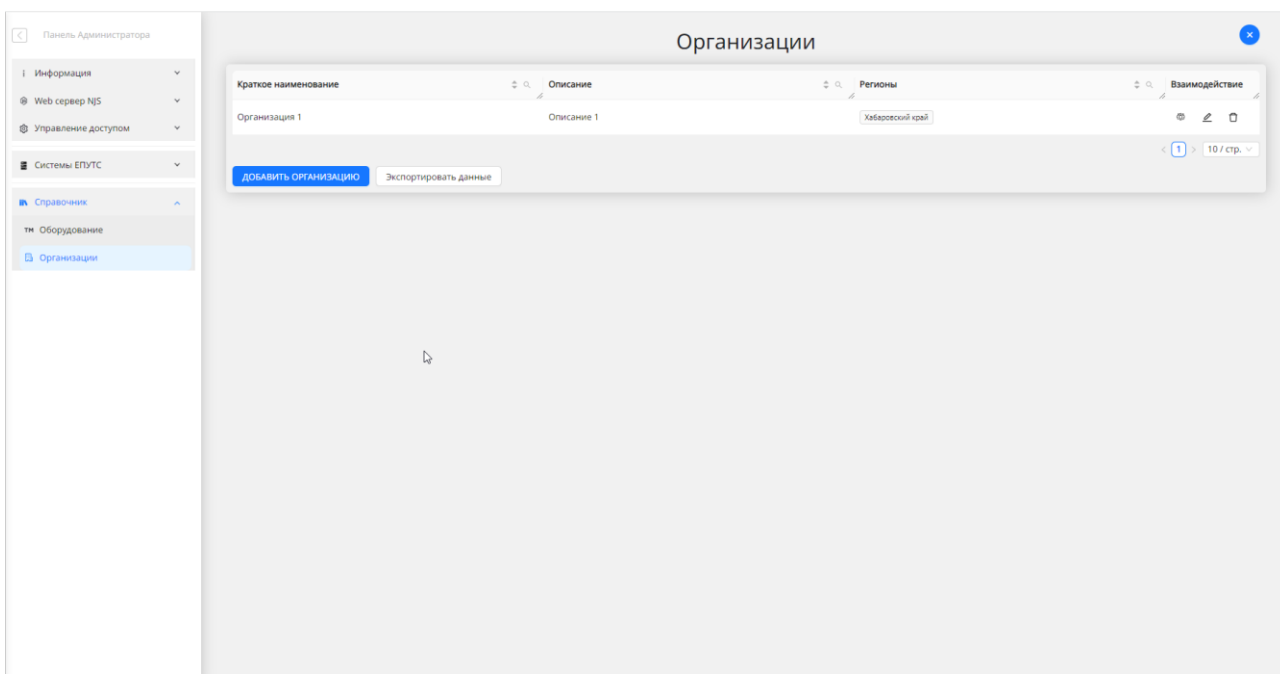 Панель Администратора
Информация
Web сервер NJS
Управление доступом
Системы ЕПУТС
Справочник
ТМ Оборудование
Организации
Организации
Краткое наименование Описание Регионы Взаимодействие
Организация 1 Описание 1 Хабаровский край
1 10 / стр.
ДОБАВИТЬ ОРГАНИЗАЦИЮ Экспортировать данные